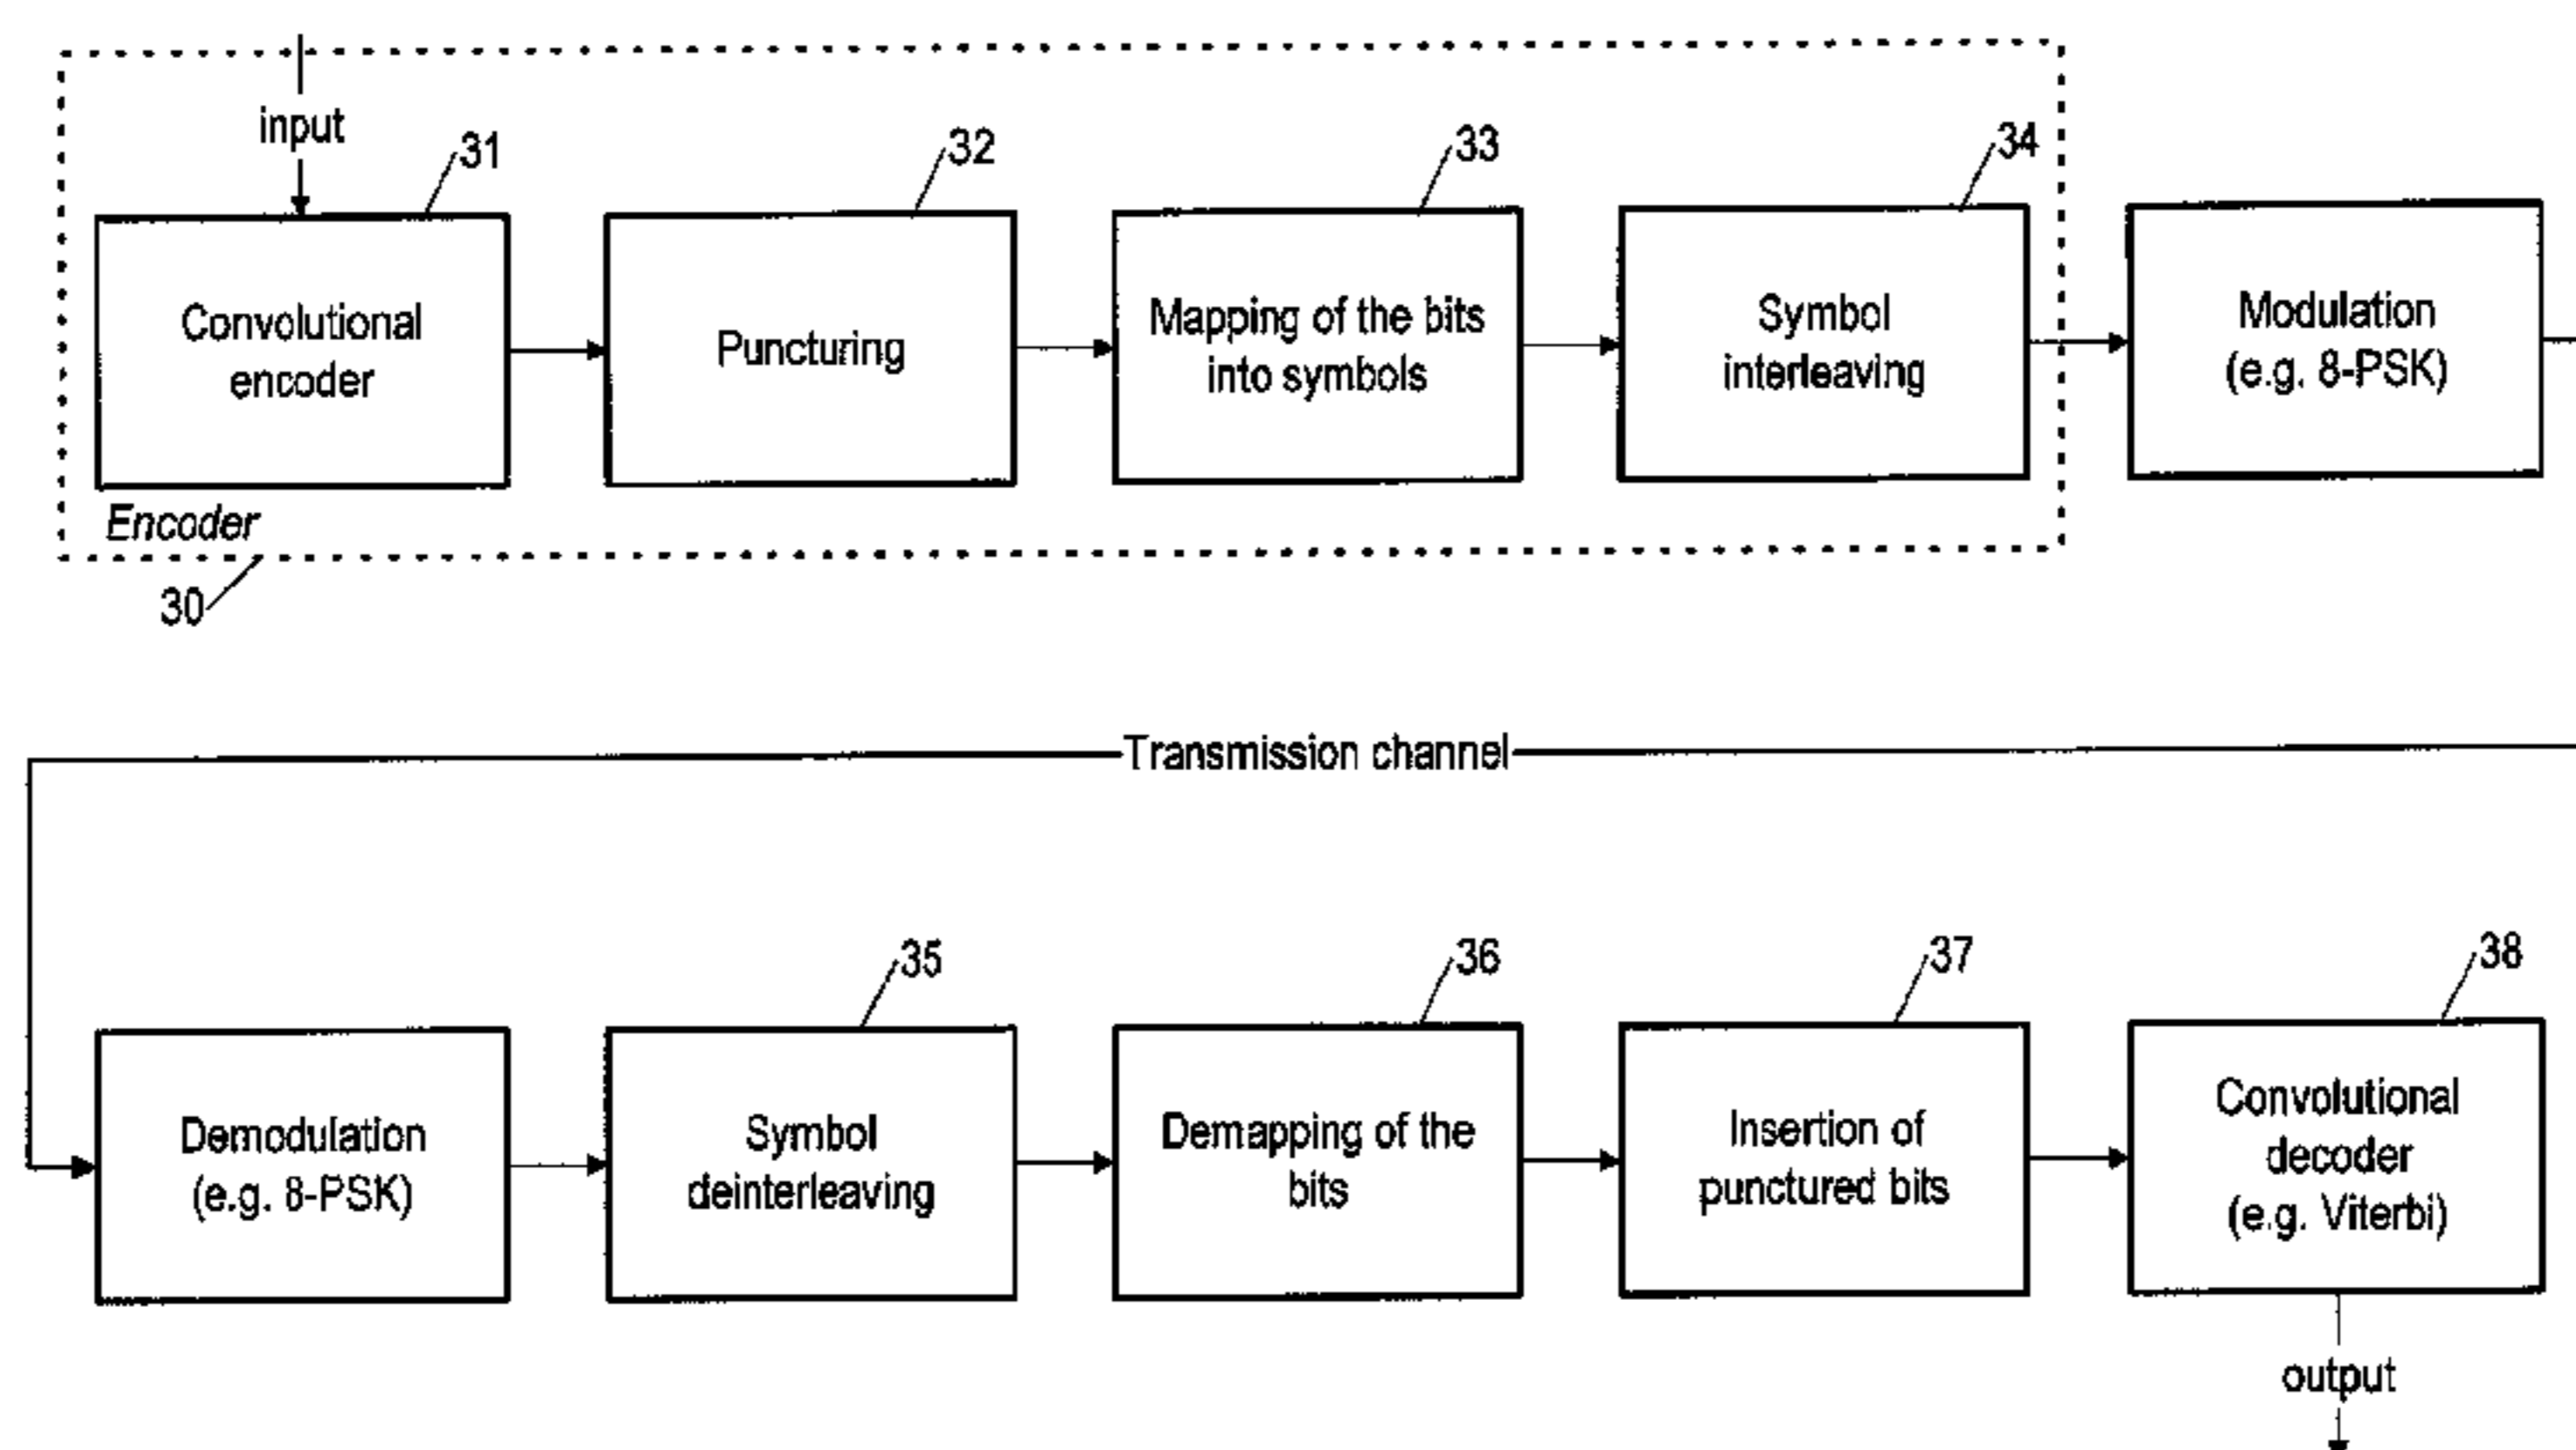 input
31
32
33
34
Convolutional
encoder
Puncturing
Mapping of the bits
into symbols
Symbol
interleaving
Modulation
(e.g. 8-PSK)
Encoder
30
Transmission channel
35
36
37
38
Demodulation
(e.g. 8-PSK)
Symbol
deinterleaving
Demapping of the
bits
Insertion of
punctured bits
Convolutional
decoder
(e.g. Viterbi)
output